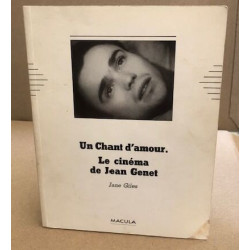 Un Chant d'amour.
Le cinéma
de Jean Genet
Jane Giles
MACULA